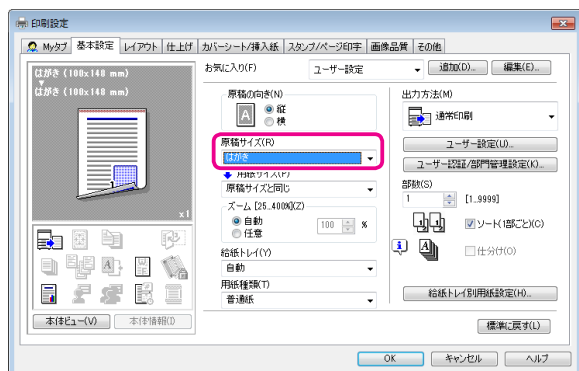 印刷設定
Myタブ 基本設定 レイアウト 仕上げ カバーシート/挿入紙 スタンプ/ページ印字 画像品質 その他
はがき (100x148 mm)
はがき (100x148 mm)
x1
本体ビュー(V) 本体情報(I)
お気に入り(F) ユーザー設定 追加(D)... 編集(E)...
原稿の向き(N)
A
縦
横
原稿サイズ(R)
はがき
用紙サイズ(P)
原稿サイズと同じ
ズーム [25..400%](Z)
自動
任意
100 %
給紙トレイ(Y)
自動
用紙種類(T)
普通紙
出力方法(M)
通常印刷
ユーザー設定(U)...
ユーザー認証/部門管理設定(K)...
部数(S)
1 [1..9999]
ソート(1部ごと)(C)
仕分け(O)
給紙トレイ別用紙設定(H)...
標準に戻す(L)
OK キャンセル ヘルプ